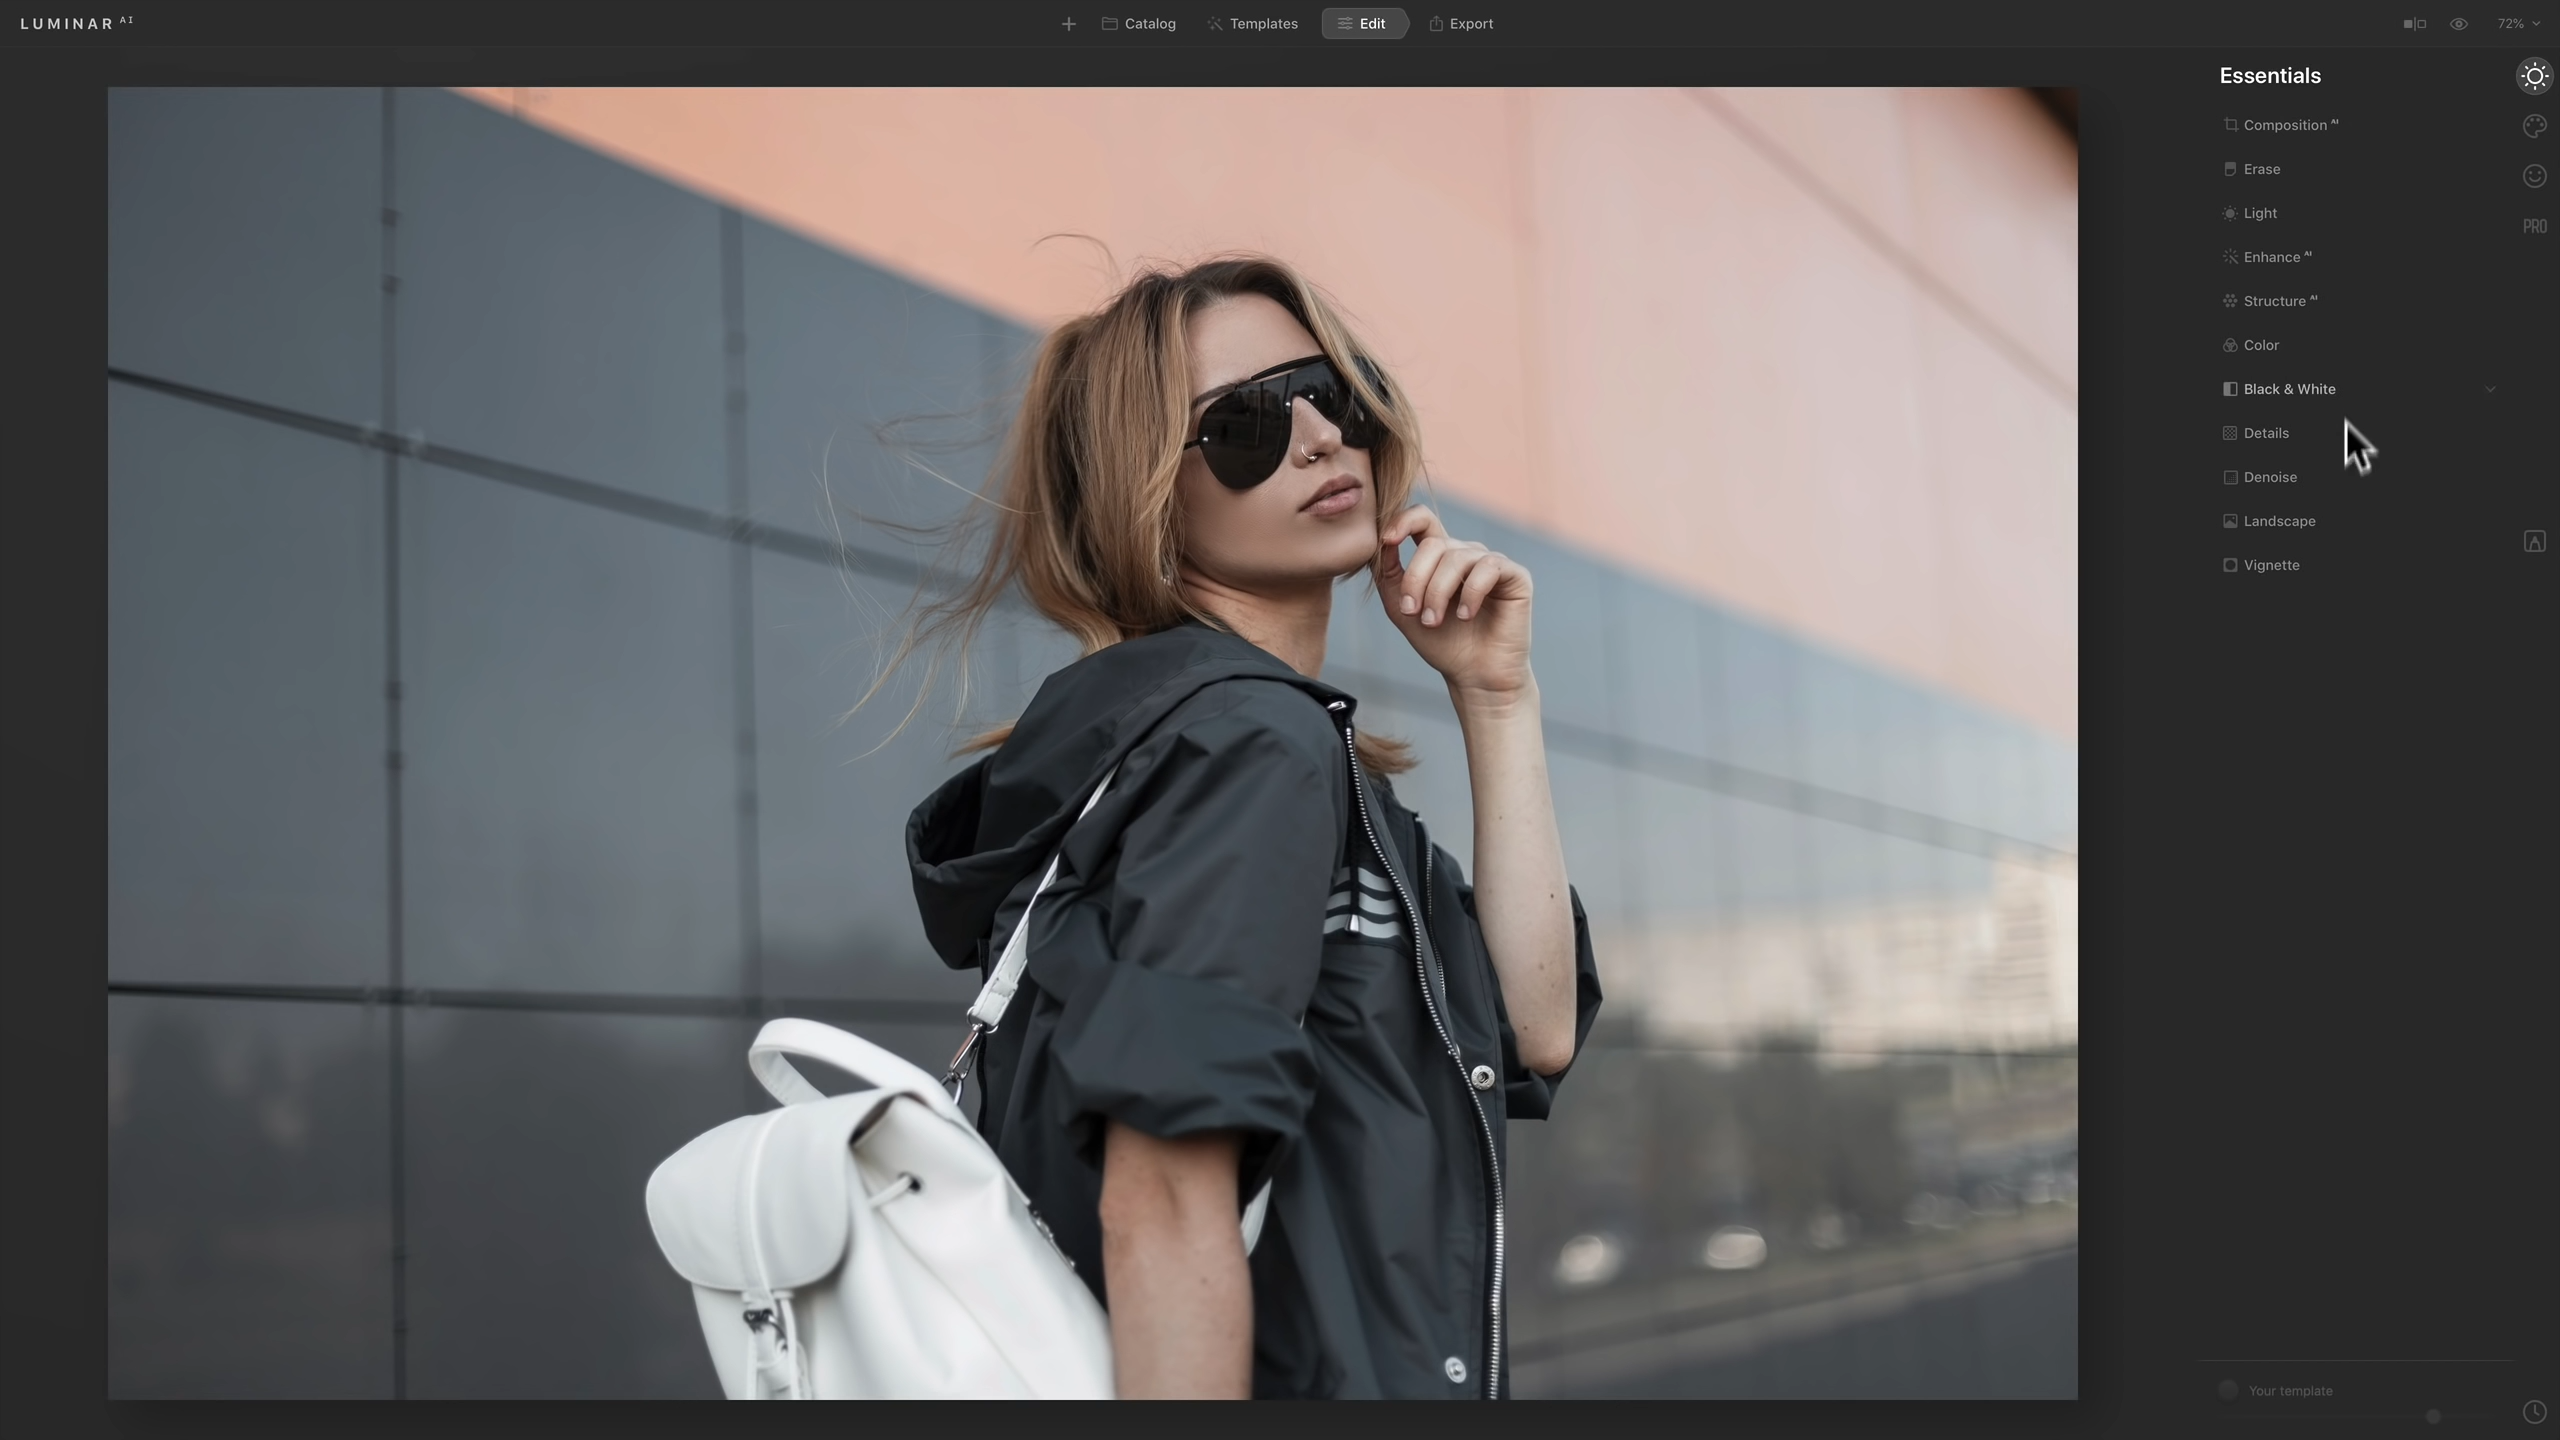 LUMINAR AI
Catalog
Templates
Edit
Export
72%
Essentials
Composition AI
Erase
Light
Enhance AI
Structure AI
Color
Black & White
Details
Denoise
Landscape
Vignette
PRO
Your template